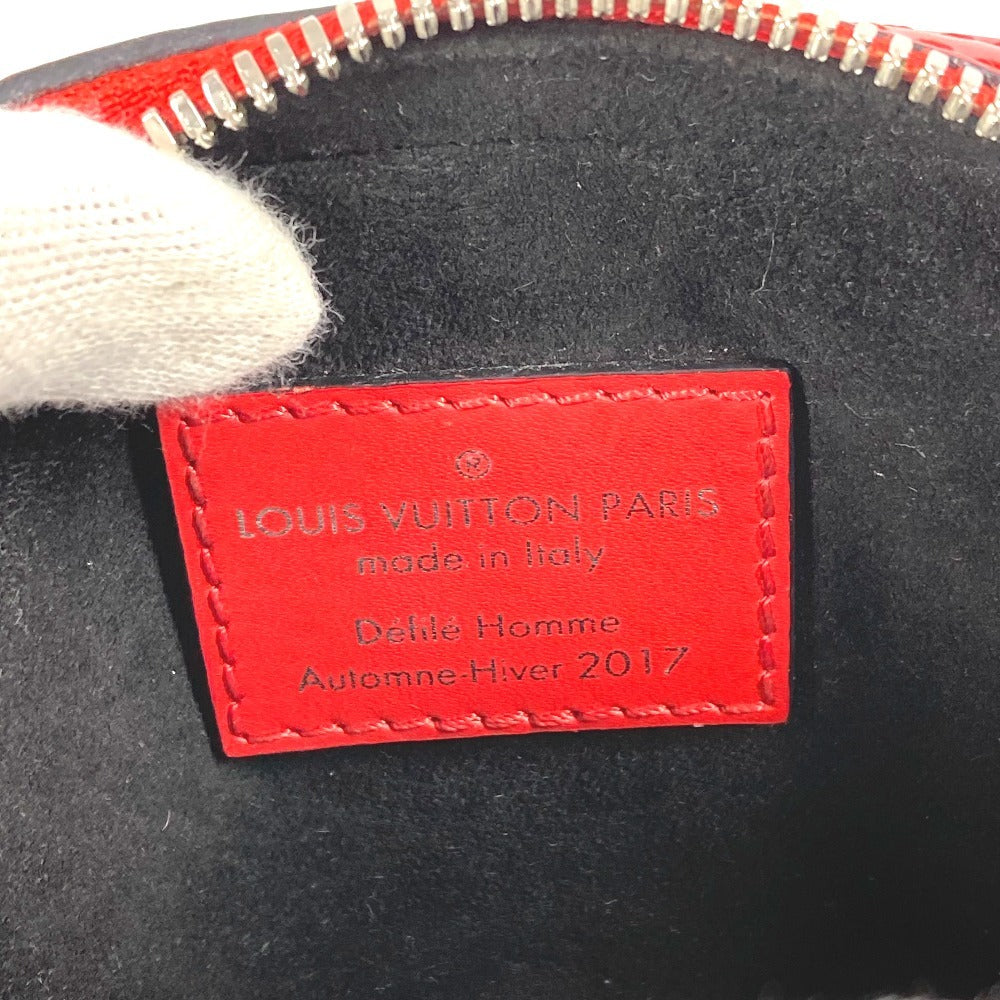 ®
LOUIS VUITTON PARIS
made in Italy
Défilé Homme
Automne-Hiver 2017